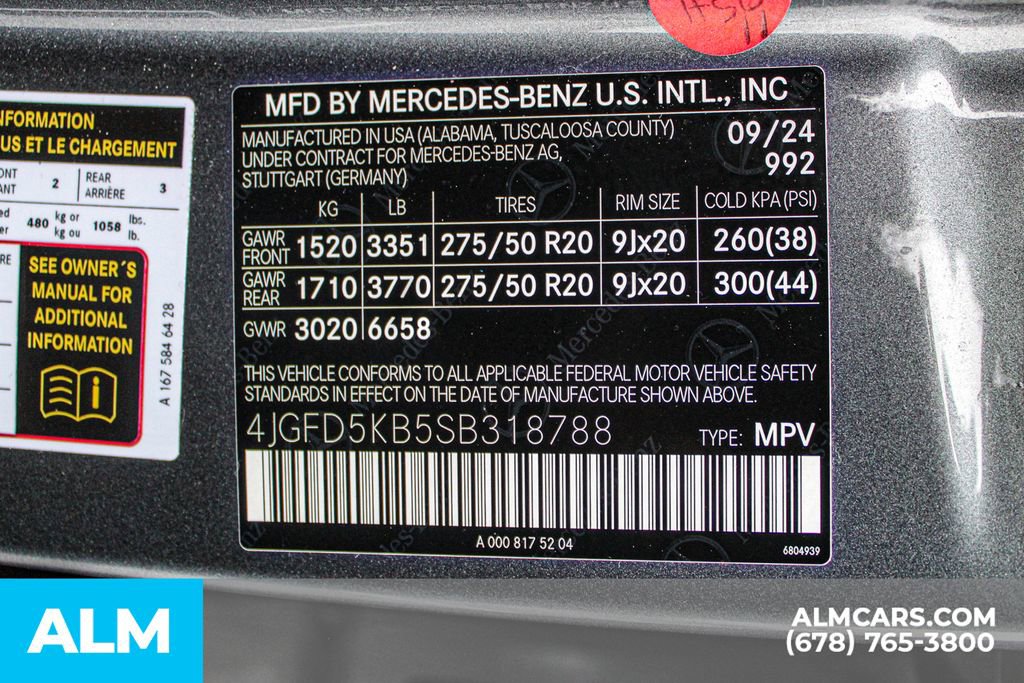 MFD BY MERCEDES-BENZ U.S. INTL., INC
MANUFACTURED IN USA (ALABAMA, TUSCALOOSA COUNTY) 09/24
UNDER CONTRACT FOR MERCEDES-BENZ AG, 992
STUTTGART (GERMANY)
KG LB TIRES RIM SIZE COLD KPA (PSI)
GAWR FRONT 1520 3351 275/50 R20 9Jx20 260(38)
GAWR REAR 1710 3770 275/50 R20 9Jx20 300(44)
GVWR 3020 6658
THIS VEHICLE CONFORMS TO ALL APPLICABLE FEDERAL MOTOR VEHICLE SAFETY
STANDARDS IN EFFECT ON THE DATE OF MANUFACTURE SHOWN ABOVE.
4JGFD5KB5SB318788 TYPE: MPV
A 000 817 52 04
6804939
US ET LE CHARGEMENT
2 REAR ARRIÈRE 3
480 kg or kg ou 1058 lbs. lb.
SEE OWNER´S
MANUAL FOR
ADDITIONAL
INFORMATION
A 167 584 64 28
ALM
ALMCARS.COM
(678) 765-3800